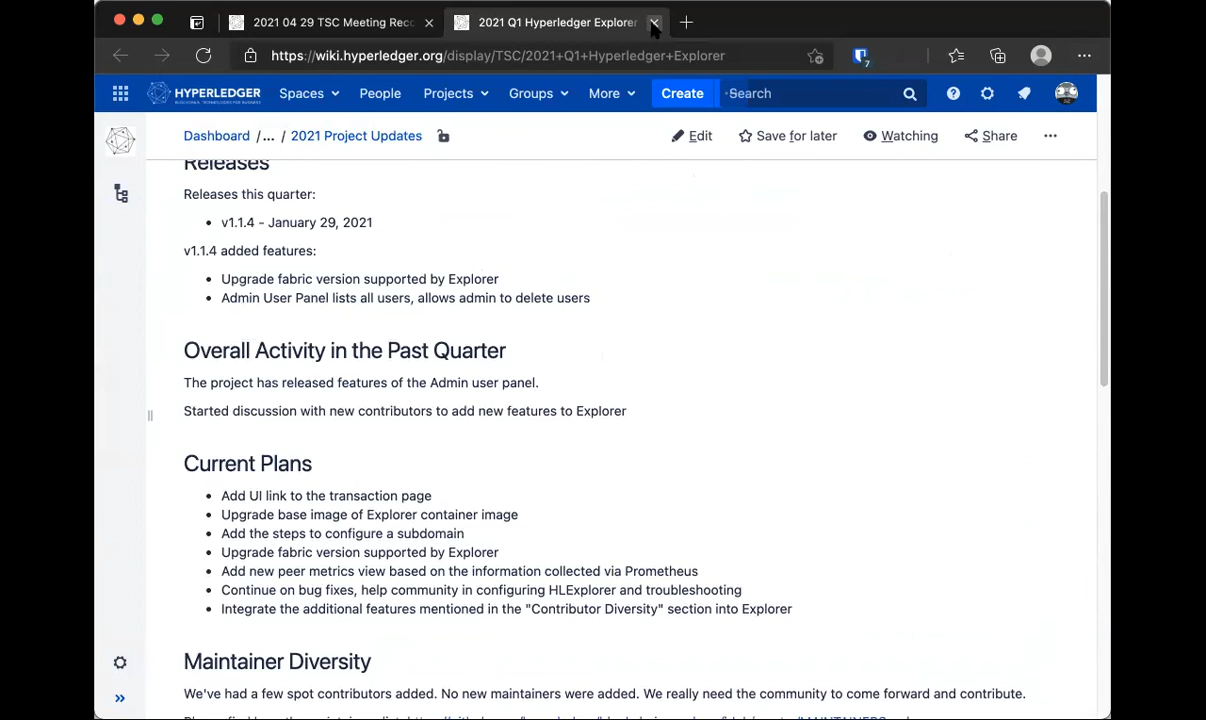 2021 04 29 TSC Meeting Reco
2021 Q1 Hyperledger Explorer
https://wiki.hyperledger.org/display/TSC/2021+Q1+Hyperledger+Explorer
7
HYPERLEDGER
Spaces
People
Projects
Groups
More
Create
Search
Dashboard / ... / 2021 Project Updates
Edit
Save for later
Watching
Share
Releases
Releases this quarter:
• v1.1.4 - January 29, 2021
v1.1.4 added features:
• Upgrade fabric version supported by Explorer
• Admin User Panel lists all users, allows admin to delete users
Overall Activity in the Past Quarter
The project has released features of the Admin user panel.
Started discussion with new contributors to add new features to Explorer
Current Plans
• Add UI link to the transaction page
• Upgrade base image of Explorer container image
• Add the steps to configure a subdomain
• Upgrade fabric version supported by Explorer
• Add new peer metrics view based on the information collected via Prometheus
• Continue on bug fixes, help community in configuring HLExplorer and troubleshooting
• Integrate the additional features mentioned in the "Contributor Diversity" section into Explorer
Maintainer Diversity
We've had a few spot contributors added. No new maintainers were added. We really need the community to come forward and contribute.